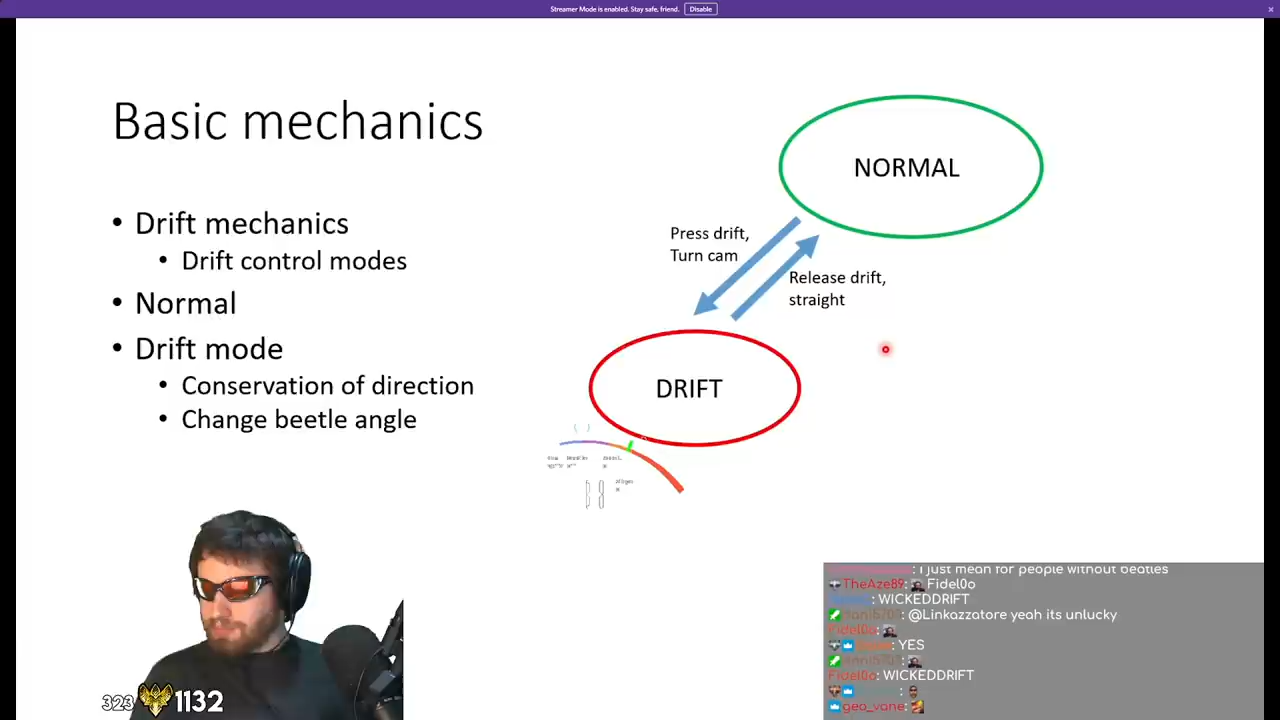 Streamer Mode is enabled. Stay safe, friend. Disable
Basic mechanics
• Drift mechanics
• Drift control modes
• Normal
• Drift mode
• Conservation of direction
• Change beetle angle
NORMAL
Press drift,
Turn cam
Release drift,
straight
DRIFT
: i just mean for people without beatles
TheAze89: Fidel0o
: WICKEDDRIFT
: @Linkazzatore yeah its unlucky
Fidel0o:
: YES
Fidel0o: WICKEDDRIFT
geo_vane:
323 1132